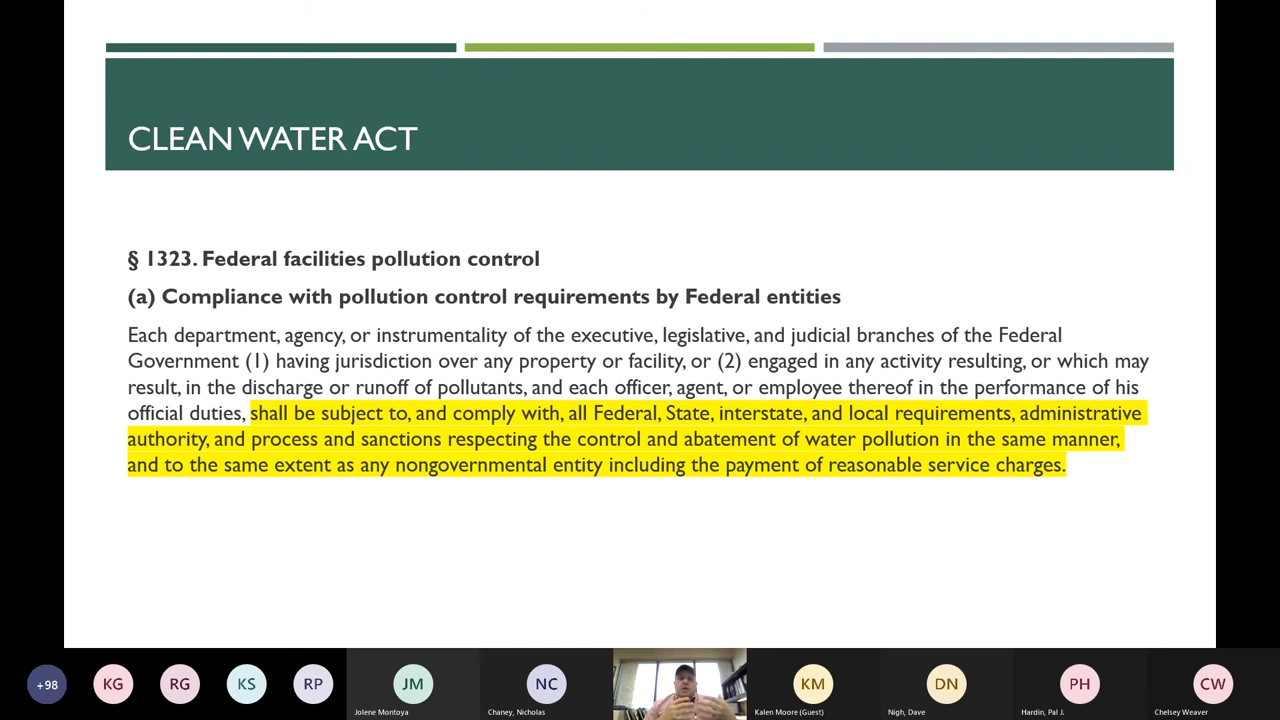 CLEAN WATER ACT
§ 1323. Federal facilities pollution control
(a) Compliance with pollution control requirements by Federal entities
Each department, agency, or instrumentality of the executive, legislative, and judicial branches of the Federal
Government (1) having jurisdiction over any property or facility, or (2) engaged in any activity resulting, or which may
result, in the discharge or runoff of pollutants, and each officer, agent, or employee thereof in the performance of his
official duties, shall be subject to, and comply with, all Federal, State, interstate, and local requirements, administrative
authority, and process and sanctions respecting the control and abatement of water pollution in the same manner,
and to the same extent as any nongovernmental entity including the payment of reasonable service charges.
+98
KG
RG
KS
RP
JM
Jolene Montoya
NC
Chaney, Nicholas
KM
Kalen Moore (Guest)
DN
Nigh, Dave
PH
Hardin, Pal J.
CW
Chelsey Weaver